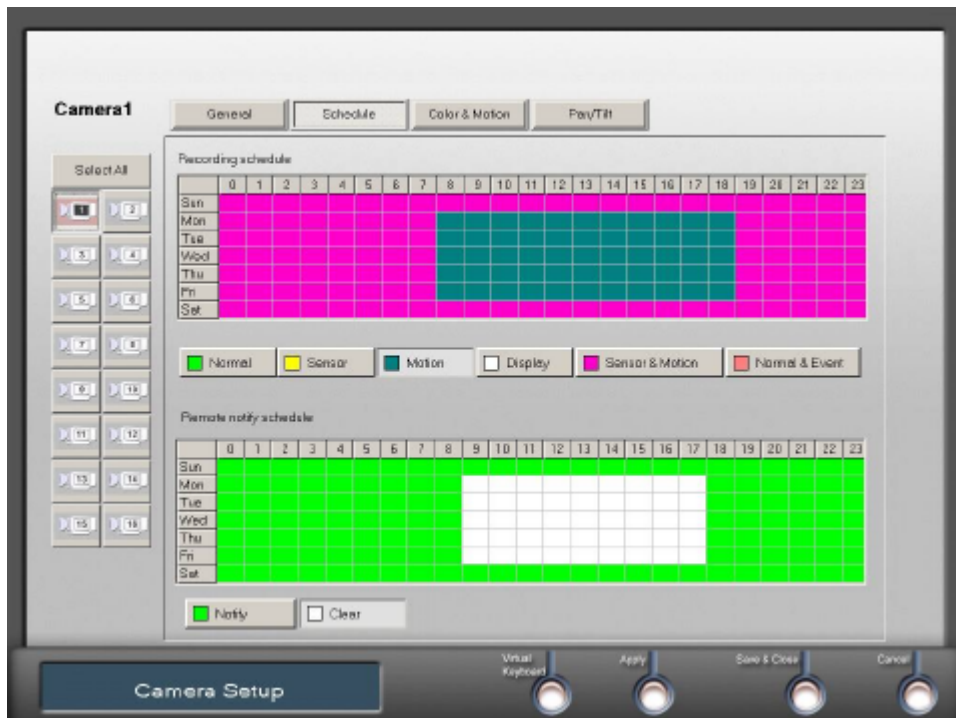 Camera1
General Schedule Color & Motion Pan/Tilt
Select All
1 2
3 4
5 6
7 8
9 10
11 12
13 14
15 16
Recording schedule
0 1 2 3 4 5 6 7 8 9 10 11 12 13 14 15 16 17 18 19 20 21 22 23
Sun
Mon
Tue
Wed
Thu
Fri
Sat
Normal Sensor Motion Display Sensor & Motion Normal & Event
Remote notify schedule
0 1 2 3 4 5 6 7 8 9 10 11 12 13 14 15 16 17 18 19 20 21 22 23
Sun
Mon
Tue
Wed
Thu
Fri
Sat
Notify Clear
Camera Setup
Virtual
Keyboard
Apply
Save & Close
Cancel